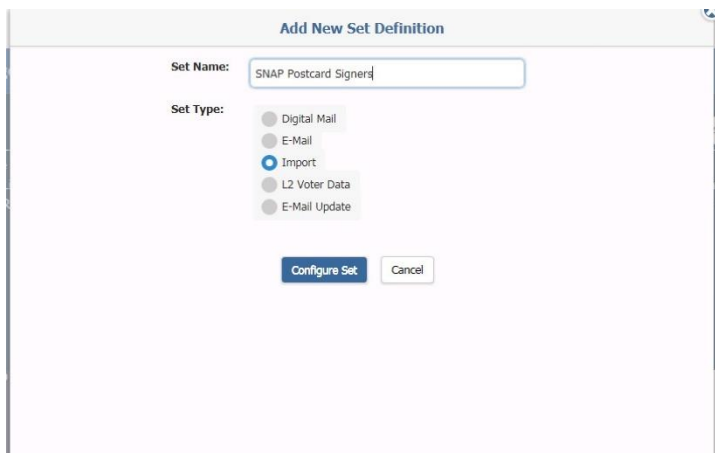 Add New Set Definition
Set Name: SNAP Postcard Signers
Set Type:
Digital Mail
E-Mail
Import
L2 Voter Data
E-Mail Update
Configure Set Cancel